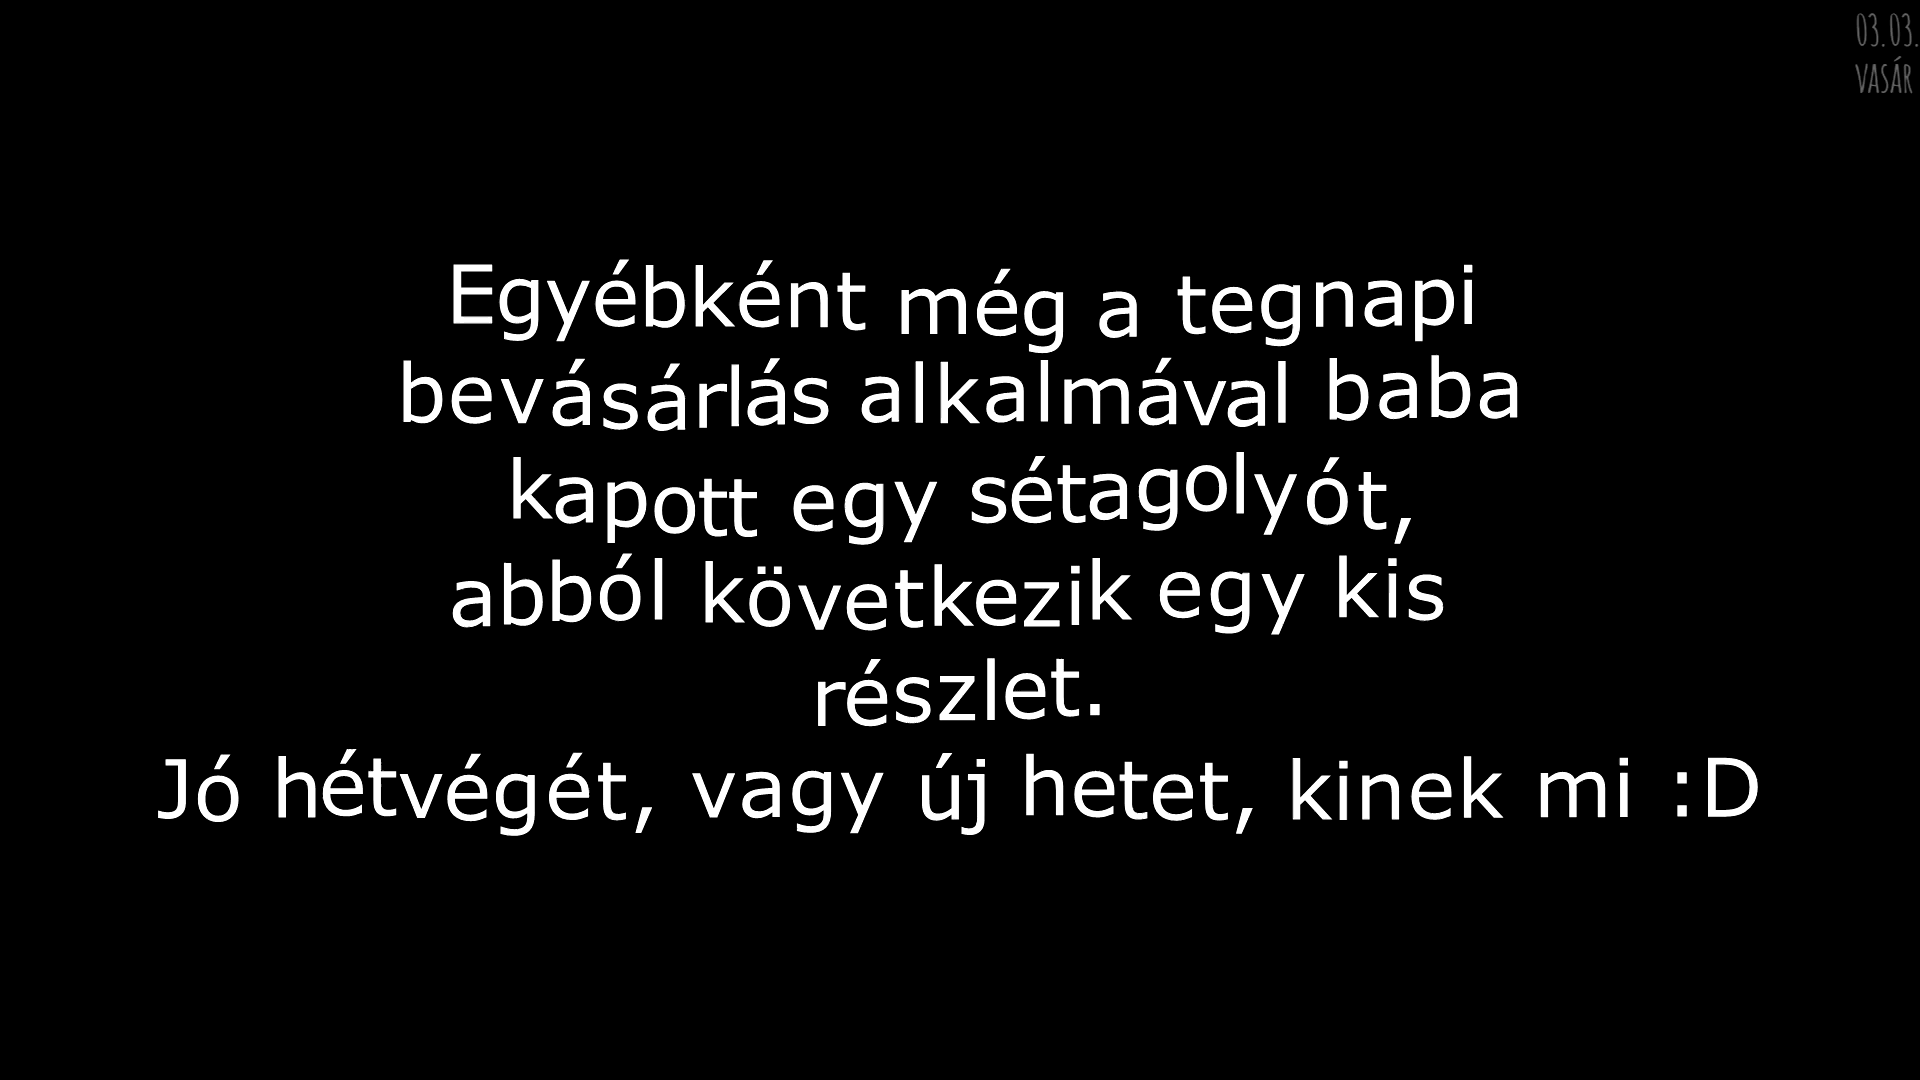 03.03.
VASÁR
Egyébként még a tegnapi
bevásárlás alkalmával baba
kapott egy sétagolyót,
abból következik egy kis
részlet.
Jó hétvégét, vagy új hetet, kinek mi :D